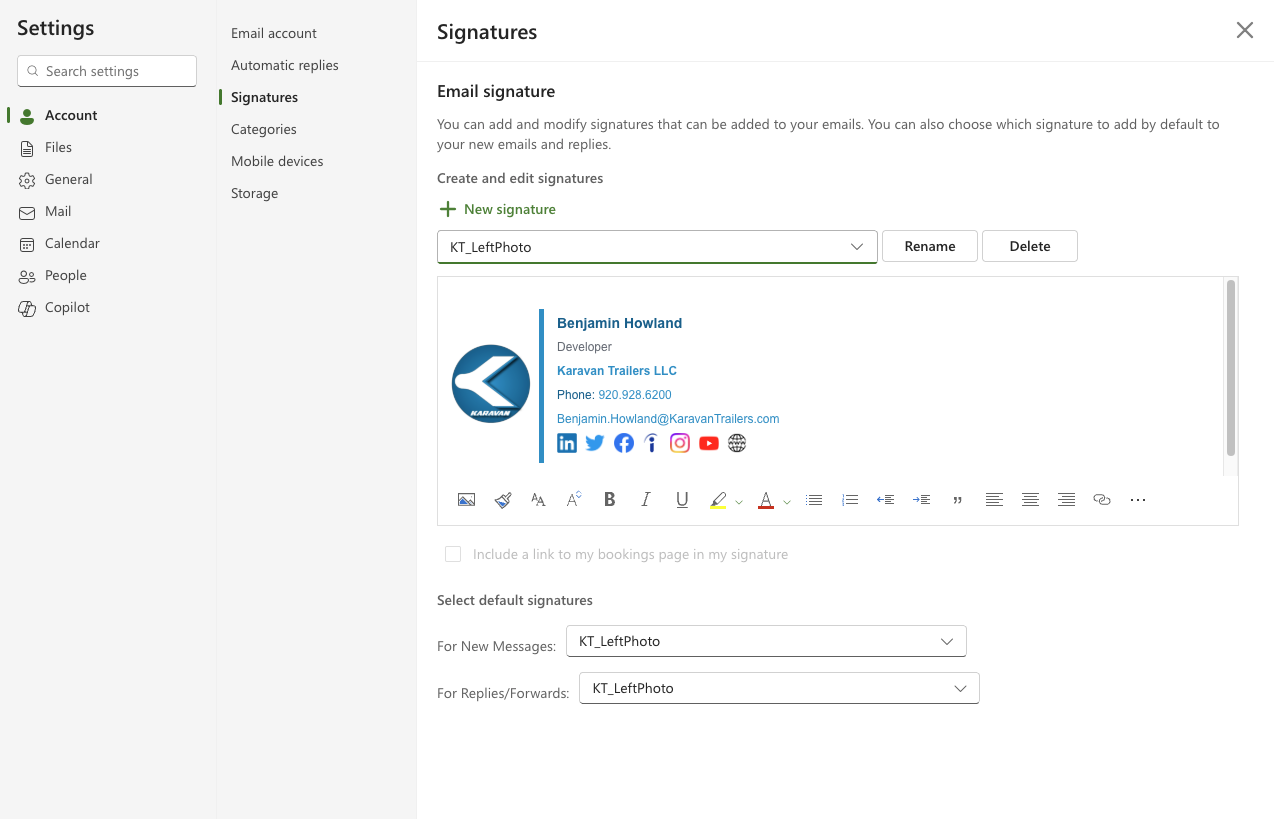 Settings
Search settings
Account
Files
General
Mail
Calendar
People
Copilot
Email account
Automatic replies
Signatures
Categories
Mobile devices
Storage
Signatures
Email signature
You can add and modify signatures that can be added to your emails. You can also choose which signature to add by default to
your new emails and replies.
Create and edit signatures
New signature
KT_LeftPhoto
Rename
Delete
KARAVAN
Benjamin Howland
Developer
Karavan Trailers LLC
Phone: 920.928.6200
Benjamin.Howland@KaravanTrailers.com
Include a link to my bookings page in my signature
Select default signatures
For New Messages: KT_LeftPhoto
For Replies/Forwards: KT_LeftPhoto